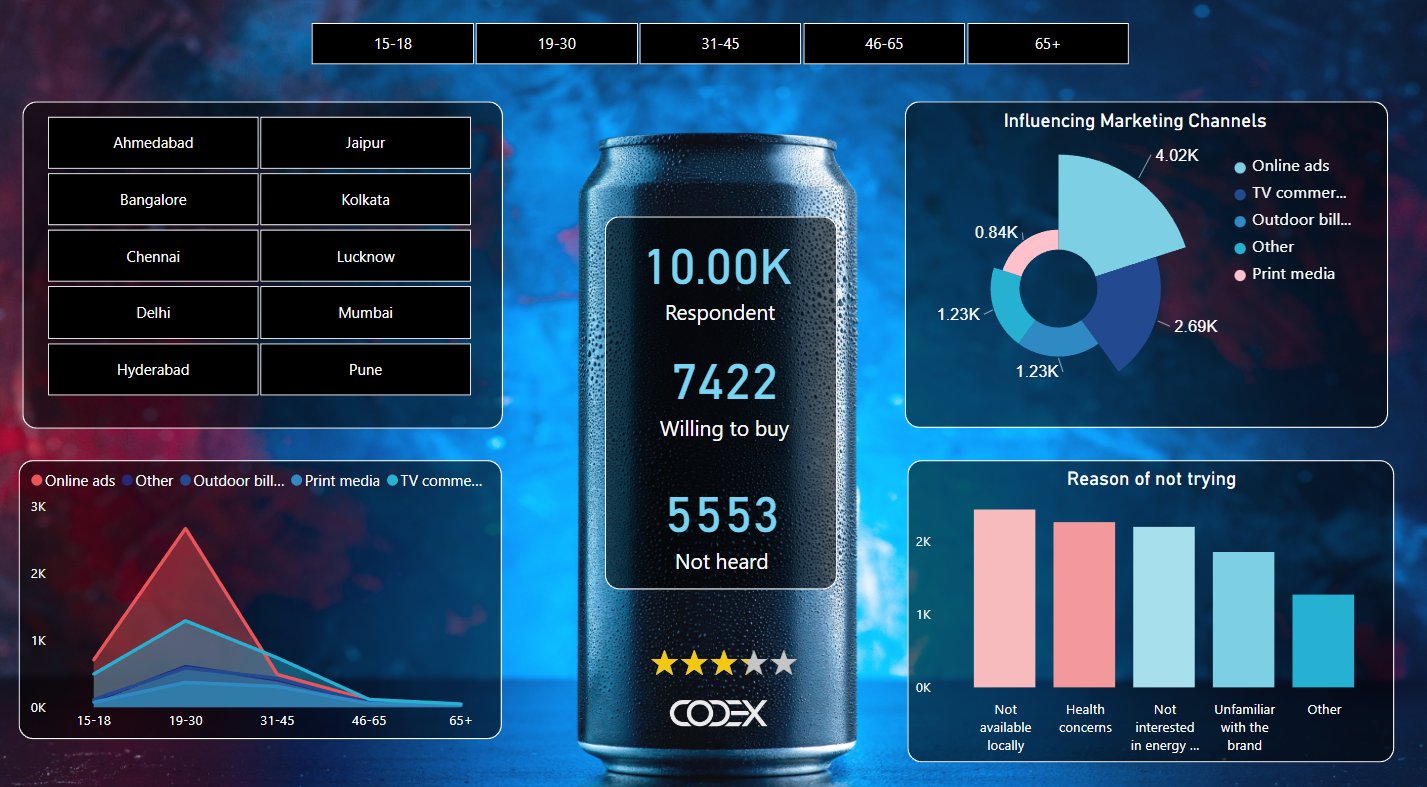 15-18
19-30
31-45
46-65
65+
Ahmedabad
Jaipur
Bangalore
Kolkata
Chennai
Lucknow
Delhi
Mumbai
Hyderabad
Pune
10.00K
Respondent
7422
Willing to buy
5553
Not heard
CODEX
Influencing Marketing Channels
4.02K
2.69K
1.23K
1.23K
0.84K
Online ads
TV commer...
Outdoor bill...
Other
Print media
Online ads
Other
Outdoor bill...
Print media
TV comme...
3K
2K
1K
0K
15-18
19-30
31-45
46-65
65+
Reason of not trying
2K
1K
0K
Not
available
locally
Health
concerns
Not
interested
in energy ...
Unfamiliar
with the
brand
Other